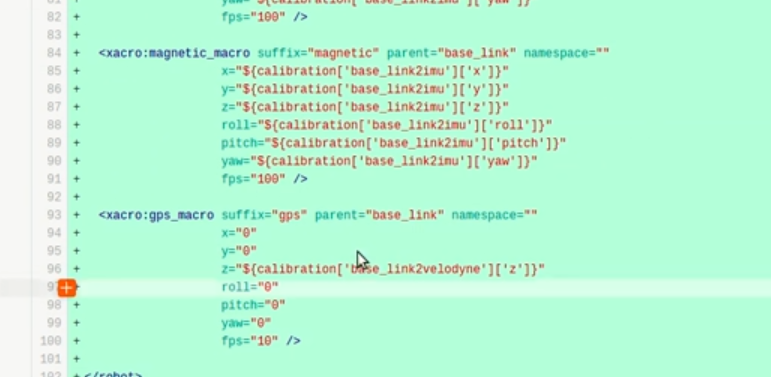 81 + yaw="${calibration['base_link2imu']['yaw']}"
82 + fps="100" />
83 +
84 + <xacro:magnetic_macro suffix="magnetic" parent="base_link" namespace=""
85 + x="${calibration['base_link2imu']['x']}"
86 + y="${calibration['base_link2imu']['y']}"
87 + z="${calibration['base_link2imu']['z']}"
88 + roll="${calibration['base_link2imu']['roll']}"
89 + pitch="${calibration['base_link2imu']['pitch']}"
90 + yaw="${calibration['base_link2imu']['yaw']}"
91 + fps="100" />
92 +
93 + <xacro:gps_macro suffix="gps" parent="base_link" namespace=""
94 + x="0"
95 + y="0"
96 + z="${calibration['base_link2velodyne']['z']}"
97 + roll="0"
98 + pitch="0"
99 + yaw="0"
100 + fps="10" />
101 +
102 + </robot>